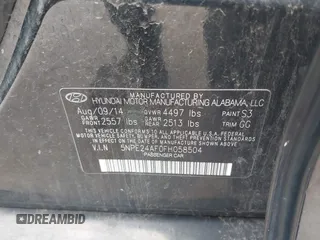 MANUFACTURED BY
HYUNDAI MOTOR MANUFACTURING ALABAMA, LLC
Aug/09/14 GVWR 4497 lbs PAINT S3
GAWR FRONT 2557 lbs GAWR REAR 2513 lbs TRIM GG
THIS VEHICLE CONFORMS TO ALL APPLICABLE FEDERAL
MOTOR VEHICLE SAFETY, BUMPER, AND THEFT PREVENTION
STANDARDS IN EFFECT ON THE DATE OF MANUFACTURE SHOWN ABOVE.
V.I.N 5NPE24AF0FH058504
PASSENGER CAR